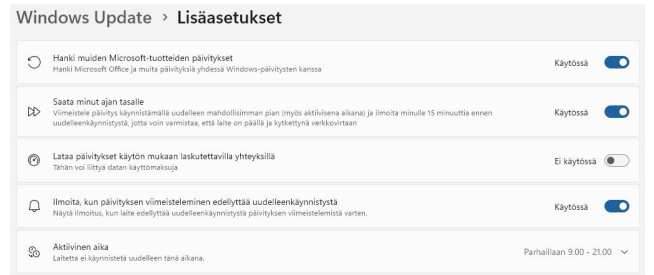 Windows Update > Lisäasetukset
Hanki muiden Microsoft-tuotteiden päivitykset
Hanki Microsoft Office ja muita päivityksiä yhdessä Windows-päivitysten kanssa
Käytössä
Saata minut ajan tasalle
Viimeistele päivitys käynnistämällä uudelleen mahdollisimman pian (myös aktiivisena aikana) ja ilmoita minulle 15 minuuttia ennen
uudelleenkäynnistystä, jotta voin varmistaa, että laite on päällä ja kytkettynä verkkovirtaan
Käytössä
Lataa päivitykset käytön mukaan laskutettavilla yhteyksillä
Tähän voi liittyä datan käyttömaksuja
Ei käytössä
Ilmoita, kun päivityksen viimeisteleminen edellyttää uudelleenkäynnistystä
Näytä ilmoitus, kun laite edellyttää uudelleenkäynnistystä päivityksen viimeistelemistä varten.
Käytössä
Aktiivinen aika
Laitetta ei käynnistetä uudelleen tänä aikana.
Parhaillaan 9.00 - 21.00